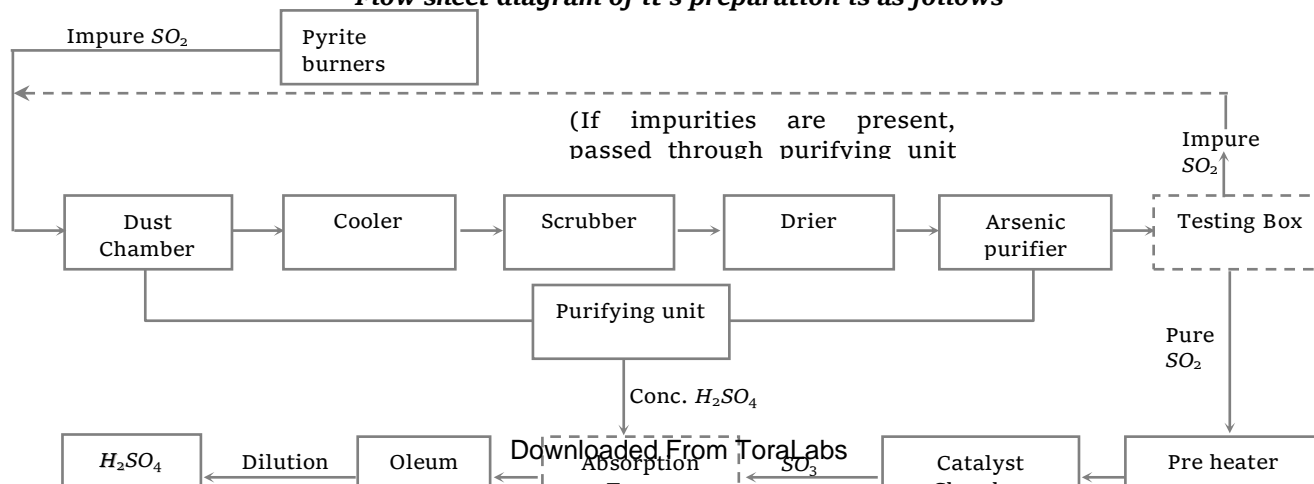 Flow sheet diagram of it's preparation is as follows
Impure SO₂
Pyrite
burners
(If impurities are present,
passed through purifying unit
Impure
SO₂
Dust
Chamber
Cooler
Scrubber
Drier
Arsenic
purifier
Testing Box
Purifying unit
Pure
SO₂
Conc. H₂SO₄
H₂SO₄
Dilution
Oleum
Absorption
SO₃
Catalyst
Pre heater
Downloaded From ToraLabs